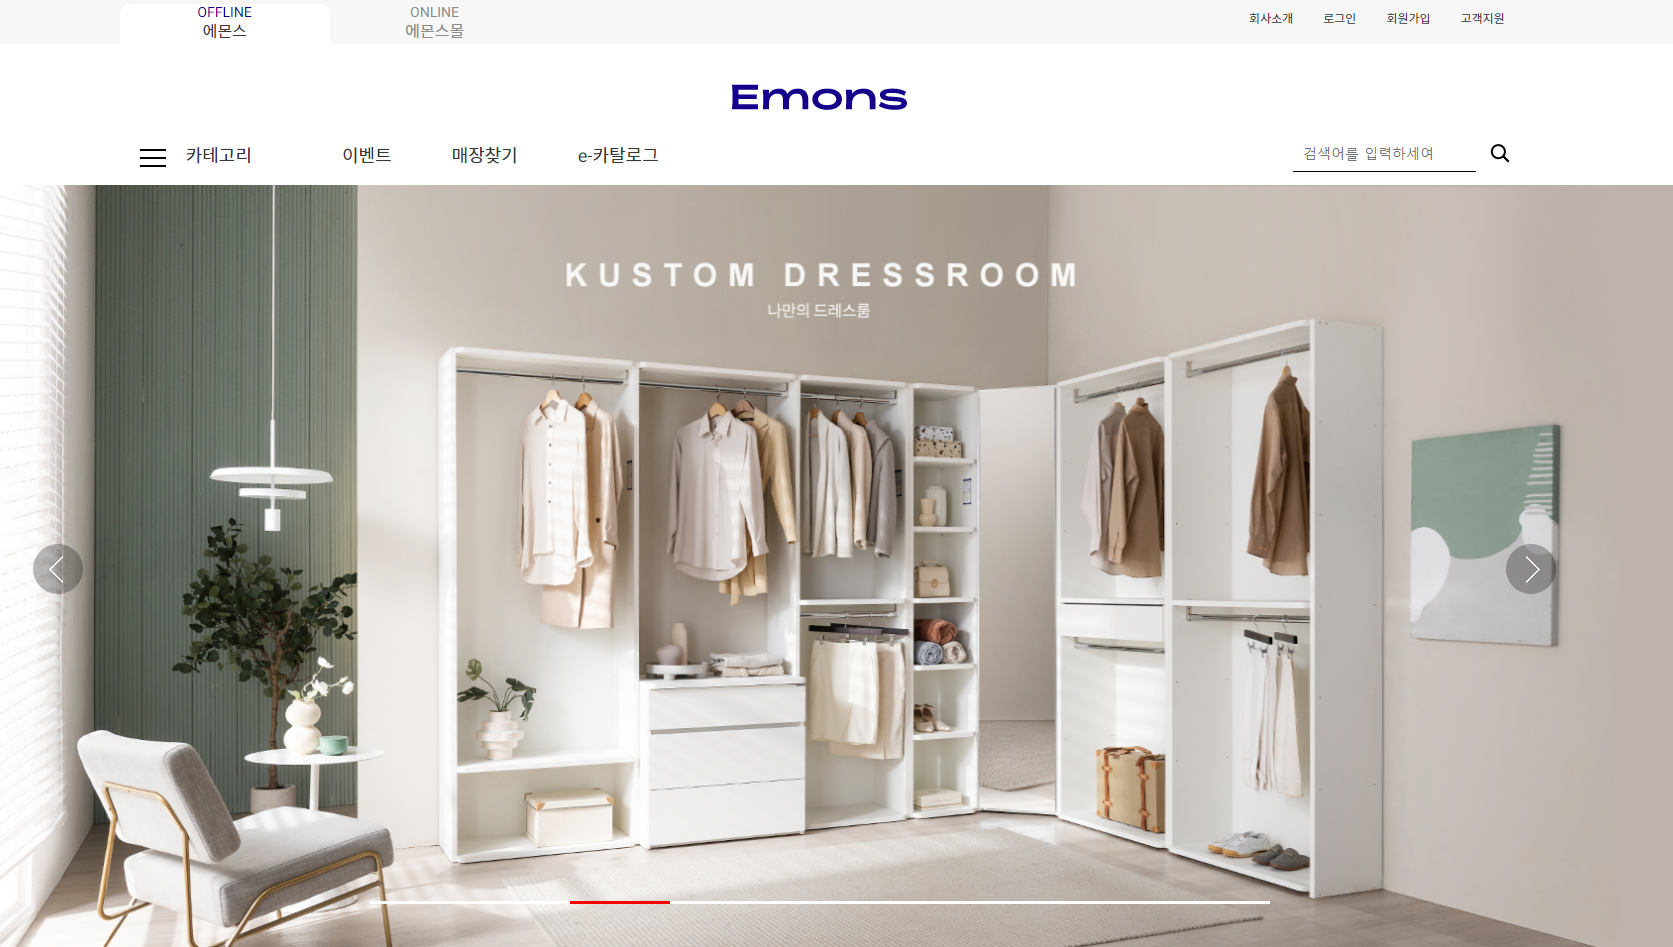 OFFLINE
에몬스
ONLINE
에몬스몰
회사소개 로그인 회원가입 고객지원
Emons
카테고리 이벤트 매장찾기 e-카탈로그
검색어를 입력하세여
KUSTOM DRESSROOM
나만의 드레스룸